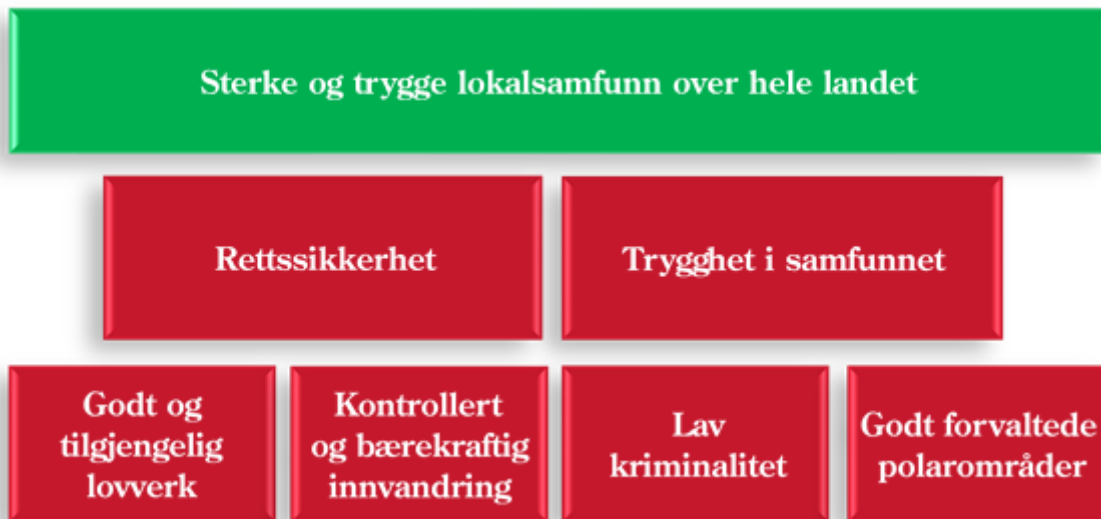 Sterke og trygge lokalsamfunn over hele landet
Rettssikkerhet
Trygghet i samfunnet
Godt og
tilgjengelig
lovverk
Kontrollert
og bærekraftig
innvandring
Lav
kriminalitet
Godt forvaltede
polarområder